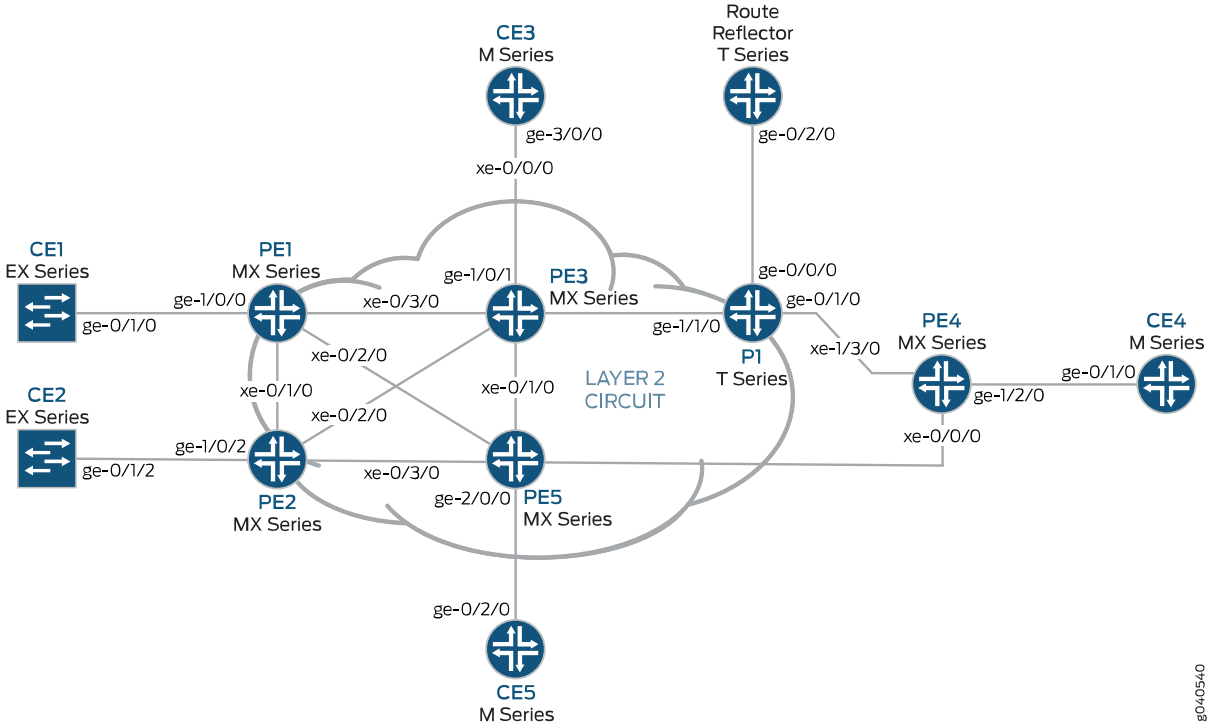 CE3
M Series
ge-3/0/0
xe-0/0/0
Route
Reflector
T Series
ge-0/2/0
CE1
EX Series
ge-0/1/0
PE1
MX Series
ge-1/0/0
xe-0/3/0
ge-1/0/1
PE3
MX Series
ge-1/1/0
ge-0/0/0
ge-0/1/0
P1
T Series
xe-1/3/0
PE4
MX Series
ge-1/2/0
xe-0/0/0
CE4
M Series
ge-0/1/0
xe-0/2/0
xe-0/1/0
xe-0/2/0
xe-0/1/0
LAYER 2
CIRCUIT
CE2
EX Series
ge-0/1/2
ge-1/0/2
PE2
MX Series
xe-0/3/0
ge-2/0/0
PE5
MX Series
ge-0/2/0
CE5
M Series
g040540